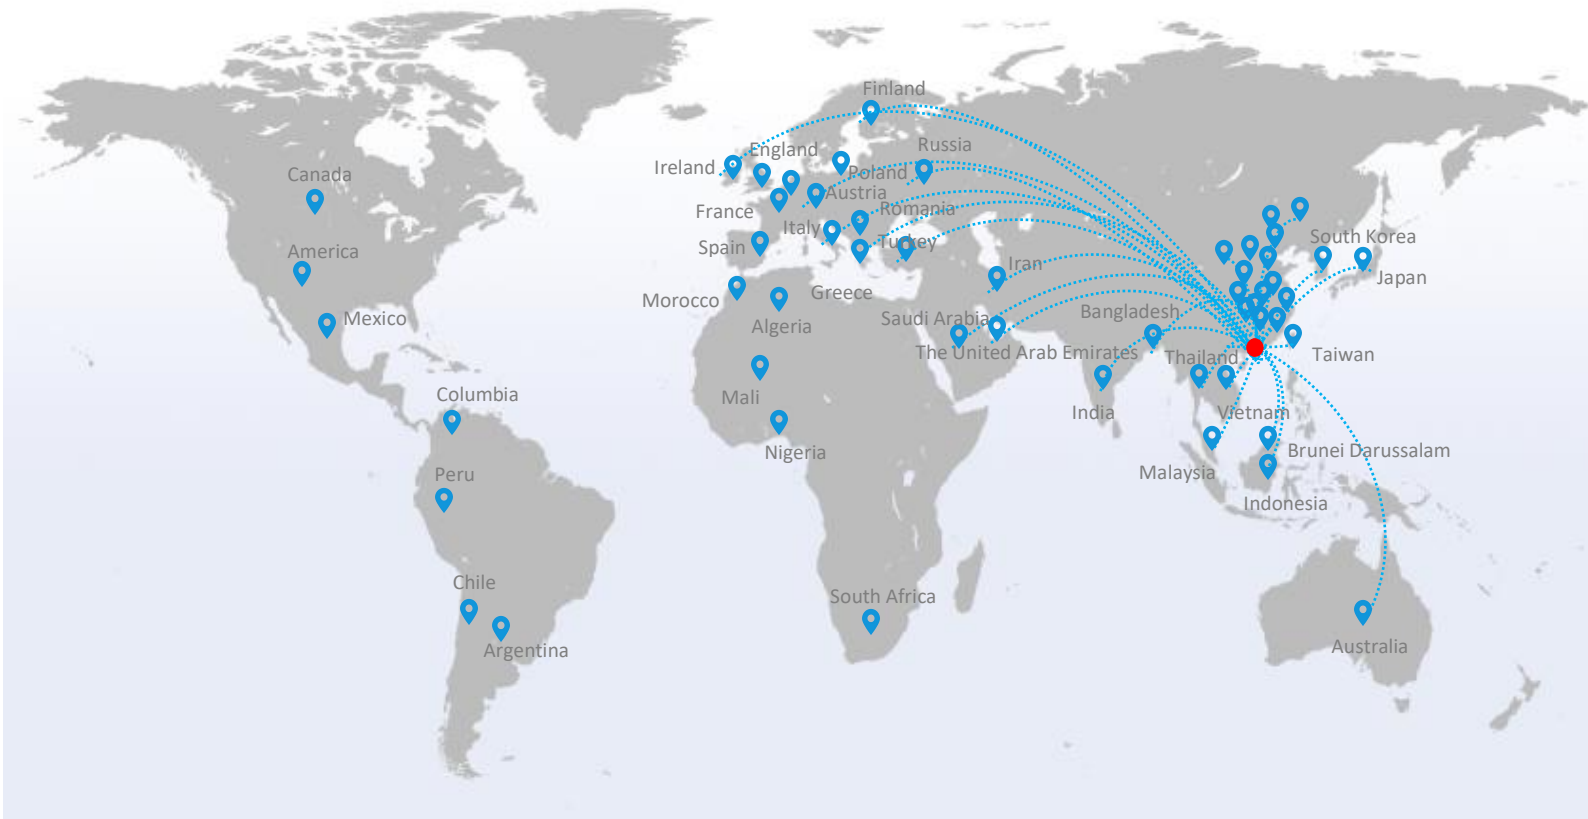 Finland
England
Russia
Ireland
Poland
Canada
Austria
France
Romania
Italy
South Korea
Spain
Turkey
America
Iran
Japan
Morocco
Greece
Bangladesh
Mexico
Saudi Arabia
Algeria
The United Arab Emirates
Thailand
Taiwan
Columbia
Mali
India
Vietnam
Nigeria
Brunei Darussalam
Malaysia
Peru
Indonesia
Chile
South Africa
Argentina
Australia